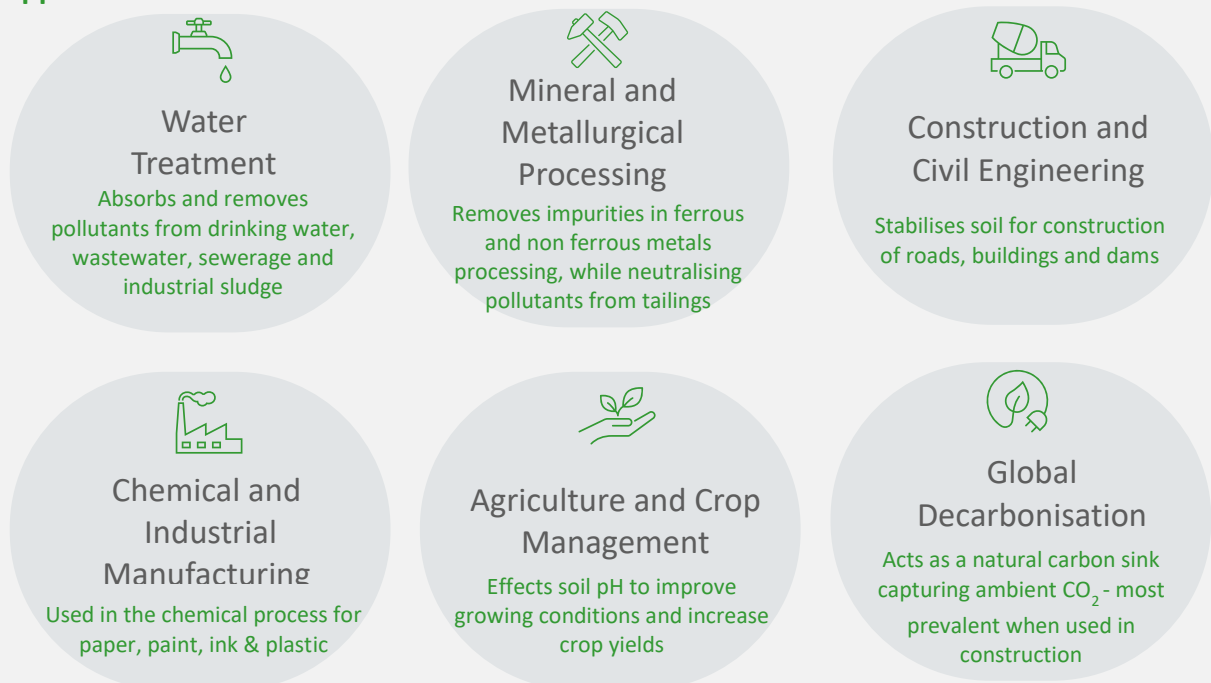 Water
Treatment
Absorbs and removes
pollutants from drinking water,
wastewater, sewerage and
industrial sludge
Mineral and
Metallurgical
Processing
Removes impurities in ferrous
and non ferrous metals
processing, while neutralising
pollutants from tailings
Construction and
Civil Engineering
Stabilises soil for construction
of roads, buildings and dams
Chemical and
Industrial
Manufacturing
Used in the chemical process for
paper, paint, ink & plastic
Agriculture and Crop
Management
Effects soil pH to improve
growing conditions and increase
crop yields
Global
Decarbonisation
Acts as a natural carbon sink
capturing ambient CO₂ - most
prevalent when used in
construction